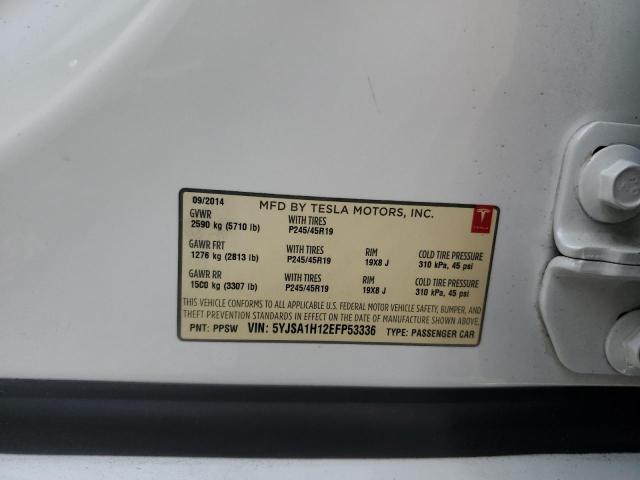 09/2014 MFD BY TESLA MOTORS, INC.
GVWR WITH TIRES
2590 kg (5710 lb) P245/45R19
GAWR FRT WITH TIRES RIM COLD TIRE PRESSURE
1276 kg (2813 lb) P245/45R19 19X8 J 310 kPa, 45 psi
GAWR RR WITH TIRES RIM COLD TIRE PRESSURE
1500 kg (3307 lb) P245/45R19 19X8 J 310 kPa, 45 psi
THIS VEHICLE CONFORMS TO ALL APPLICABLE U.S. FEDERAL MOTOR VEHICLE SAFETY, BUMPER, AND
THEFT PREVENTION STANDARDS IN EFFECT ON THE DATE OF MANUFACTURE SHOWN ABOVE.
PNT: PPSW VIN: 5YJSA1H12EFP53336 TYPE: PASSENGER CAR
TESLA